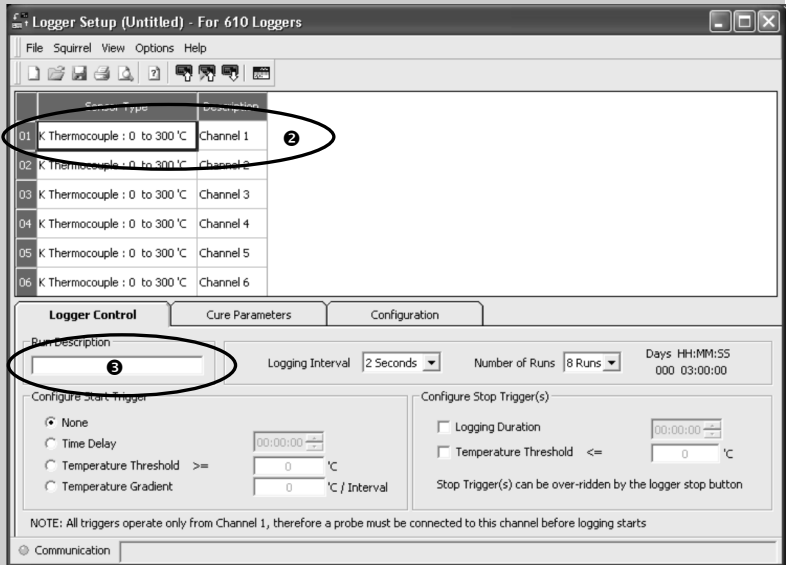 Logger Setup (Untitled) - For 610 Loggers
File Squirrel View Options Help
Sensor Type Description
01 K Thermocouple : 0 to 300 'C Channel 1 ❷
02 K Thermocouple : 0 to 300 'C Channel 2
03 K Thermocouple : 0 to 300 'C Channel 3
04 K Thermocouple : 0 to 300 'C Channel 4
05 K Thermocouple : 0 to 300 'C Channel 5
06 K Thermocouple : 0 to 300 'C Channel 6
Logger Control Cure Parameters Configuration
Run Description
❸
Logging Interval 2 Seconds Number of Runs 8 Runs Days HH:MM:SS
000 03:00:00
Configure Start Trigger
None
Time Delay 00:00:00
Temperature Threshold >= 0 'C
Temperature Gradient 0 'C / Interval
Configure Stop Trigger(s)
Logging Duration 00:00:00
Temperature Threshold <= 0 'C
Stop Trigger(s) can be over-ridden by the logger stop button
NOTE: All triggers operate only from Channel 1, therefore a probe must be connected to this channel before logging starts
Communication